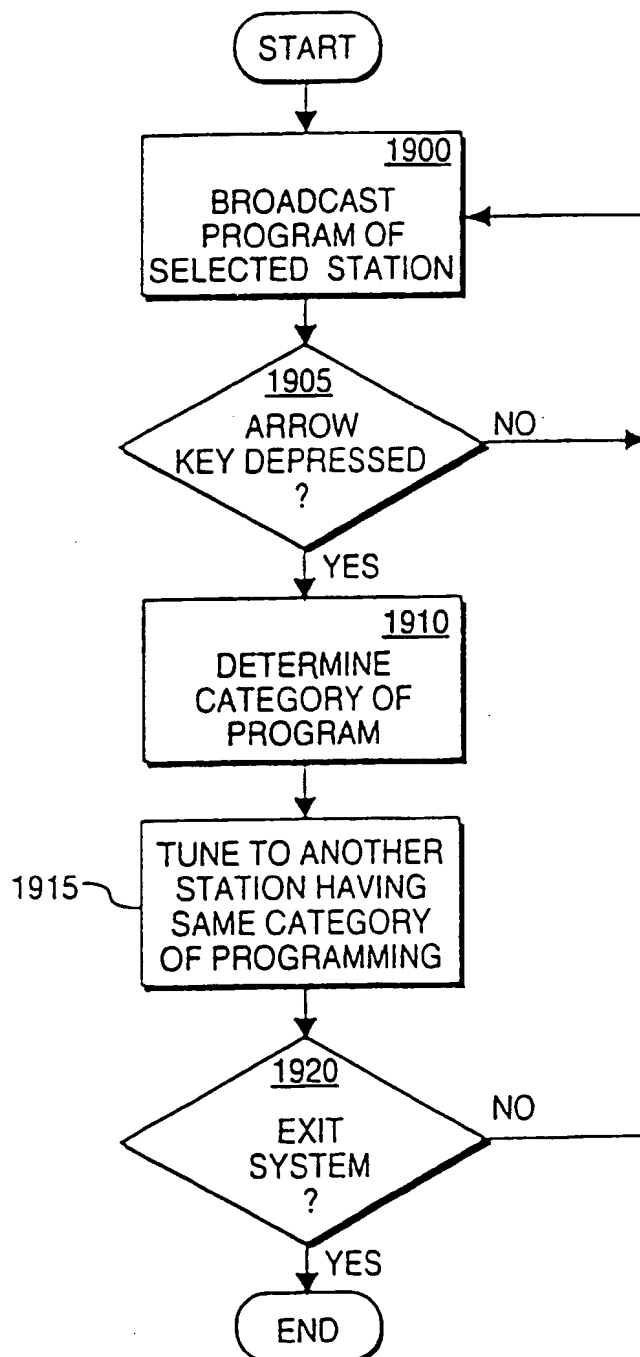 START
1900
BROADCAST
PROGRAM OF
SELECTED STATION
1905
ARROW
KEY DEPRESSED
?
NO
YES
1910
DETERMINE
CATEGORY OF
PROGRAM
1915
TUNE TO ANOTHER
STATION HAVING
SAME CATEGORY
OF PROGRAMMING
1920
EXIT
SYSTEM
?
NO
YES
END